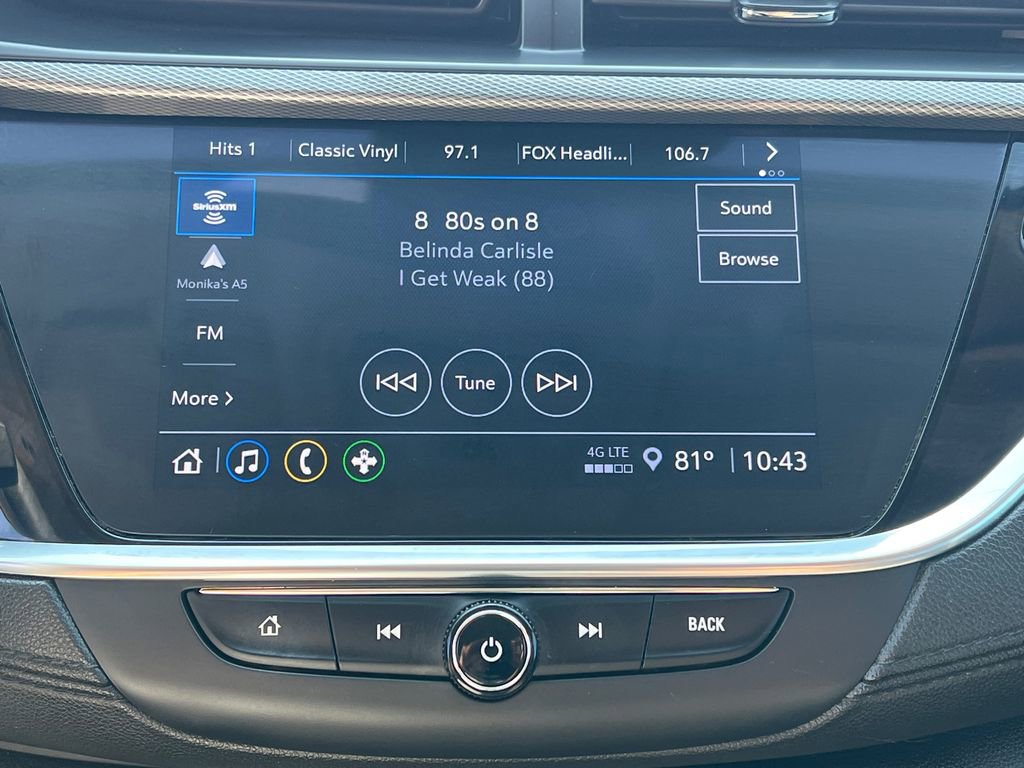 Hits 1 Classic Vinyl 97.1 FOX Headli... 106.7
SiriusXM
8 80s on 8
Sound
Belinda Carlisle
Browse
I Get Weak (88)
Monika's A5
FM
Tune
More
4G LTE
81° 10:43
BACK